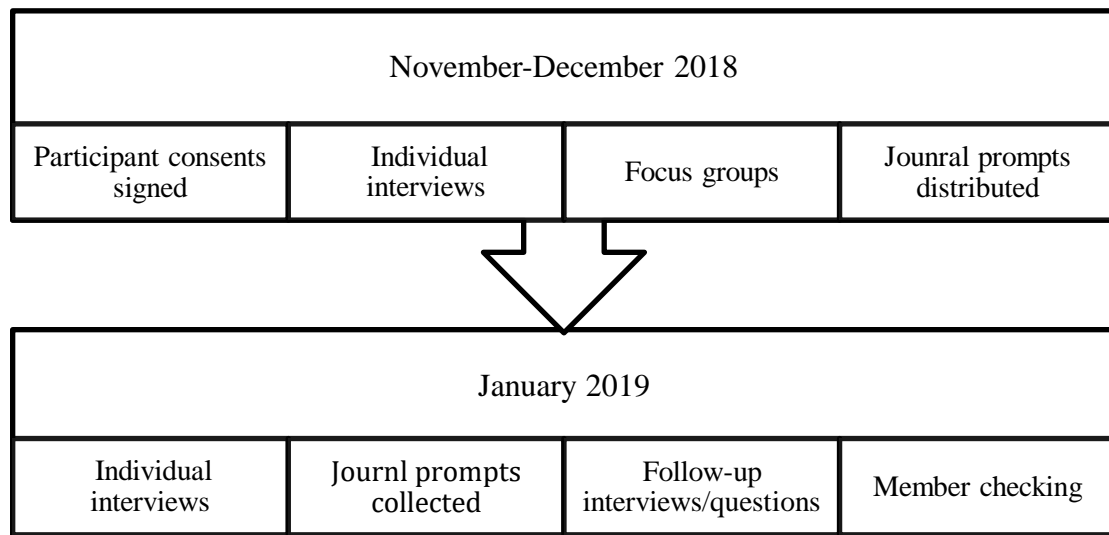 November-December 2018
Participant consents
signed
Individual
interviews
Focus groups
Jounral prompts
distributed
January 2019
Individual
interviews
Journl prompts
collected
Follow-up
interviews/questions
Member checking